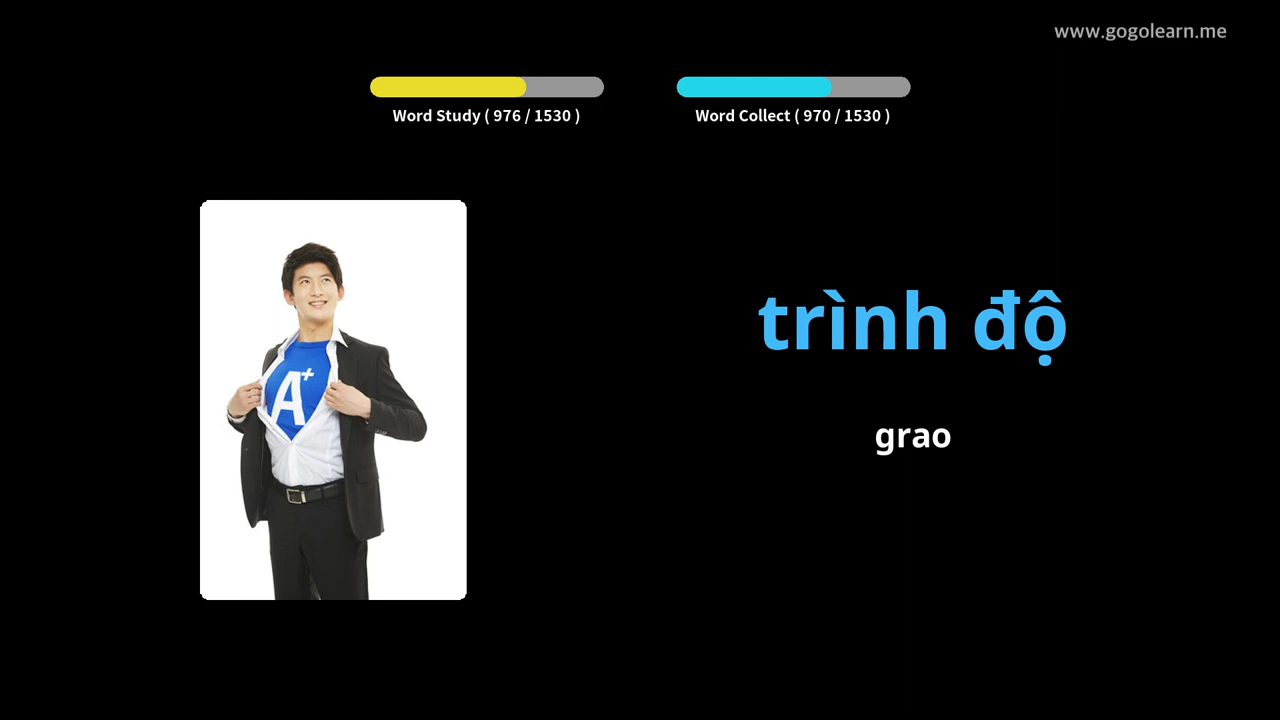 www.gogolearn.me
Word Study ( 976 / 1530 )
Word Collect ( 970 / 1530 )
A+
trình độ
grao